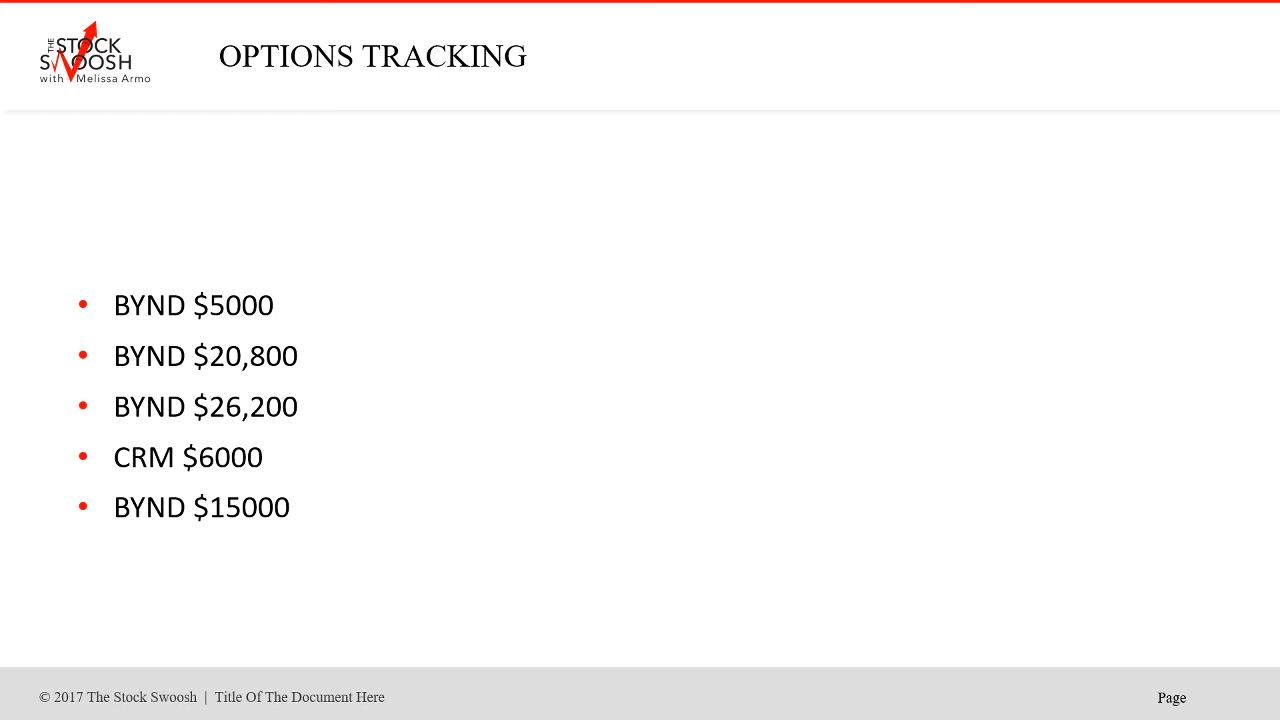 THE STOCK
SWOOSH
with Melissa Armo
OPTIONS TRACKING
• BYND $5000
• BYND $20,800
• BYND $26,200
• CRM $6000
• BYND $15000
© 2017 The Stock Swoosh | Title Of The Document Here
Page